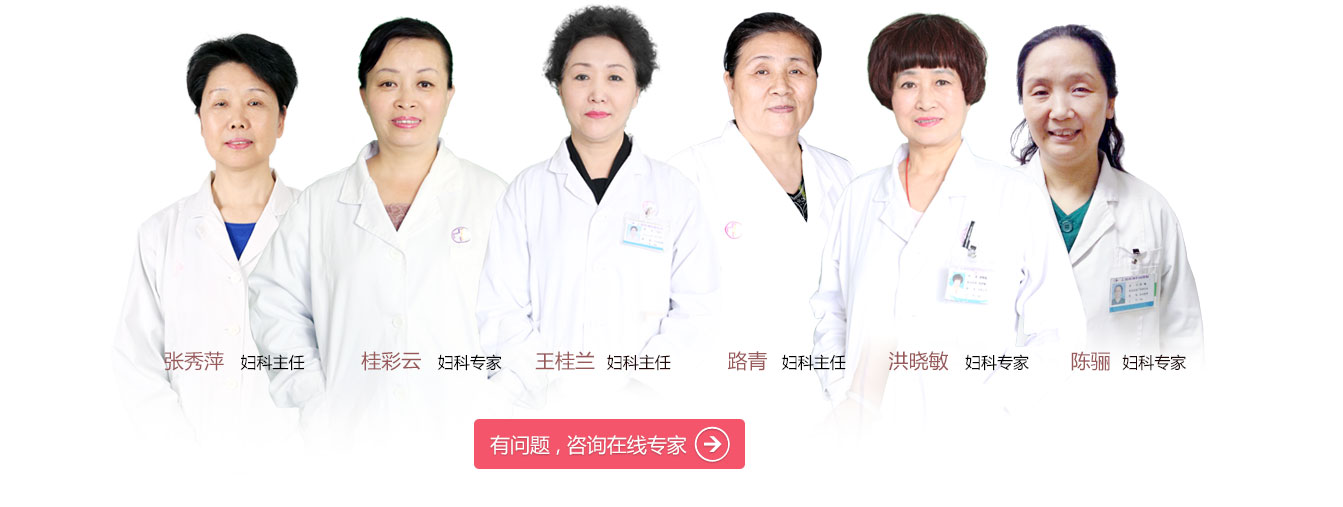 张秀萍 妇科主任 桂彩云 妇科专家 王桂兰 妇科主任 路青 妇科主任 洪晓敏 妇科专家 陈骊 妇科专家
有问题，咨询在线专家